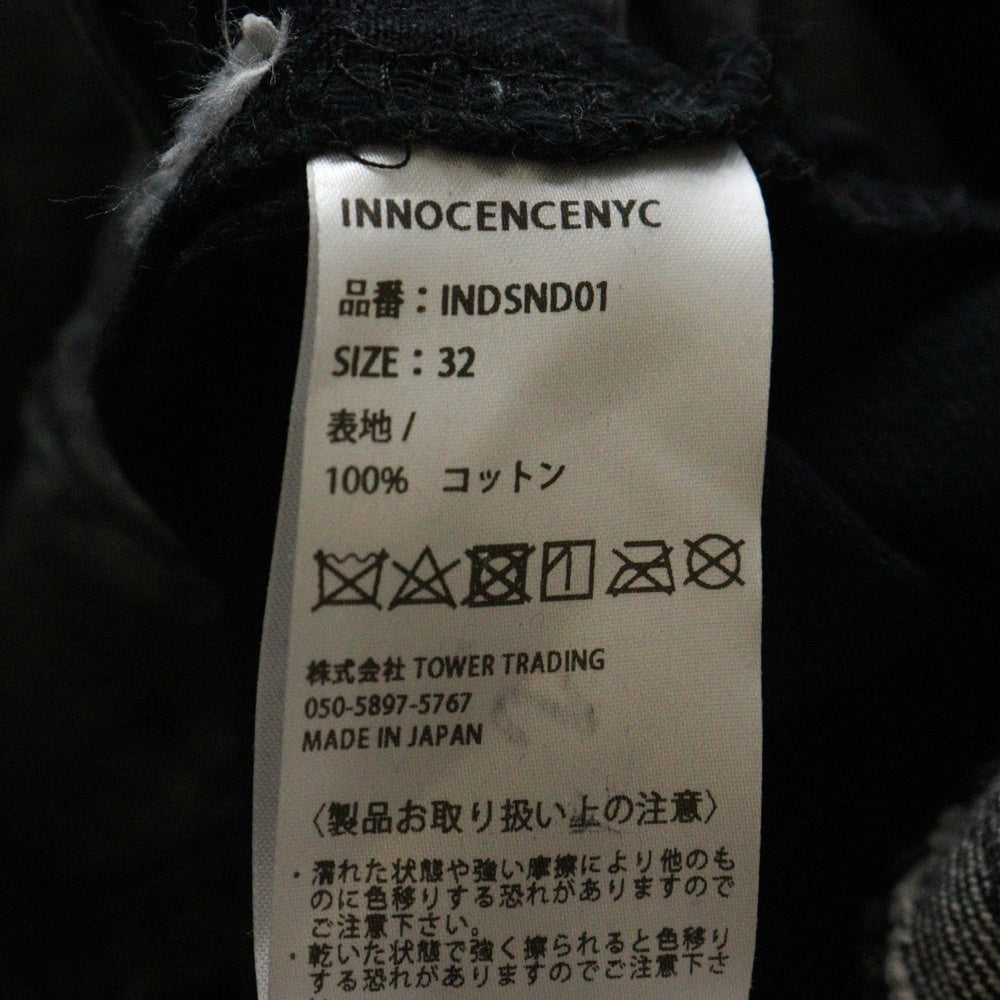 INNOCENCENYC
品番：INDSND01
SIZE：32
表地 /
100% コットン
株式会社 TOWER TRADING
050-5897-5767
MADE IN JAPAN
〈製品お取り扱い上の注意〉
・濡れた状態や強い摩擦により他のも
のに色移りする恐れがありますので
ご注意下さい。
・乾いた状態で強く擦られると色移り
する恐れがありますのでご注意下さ